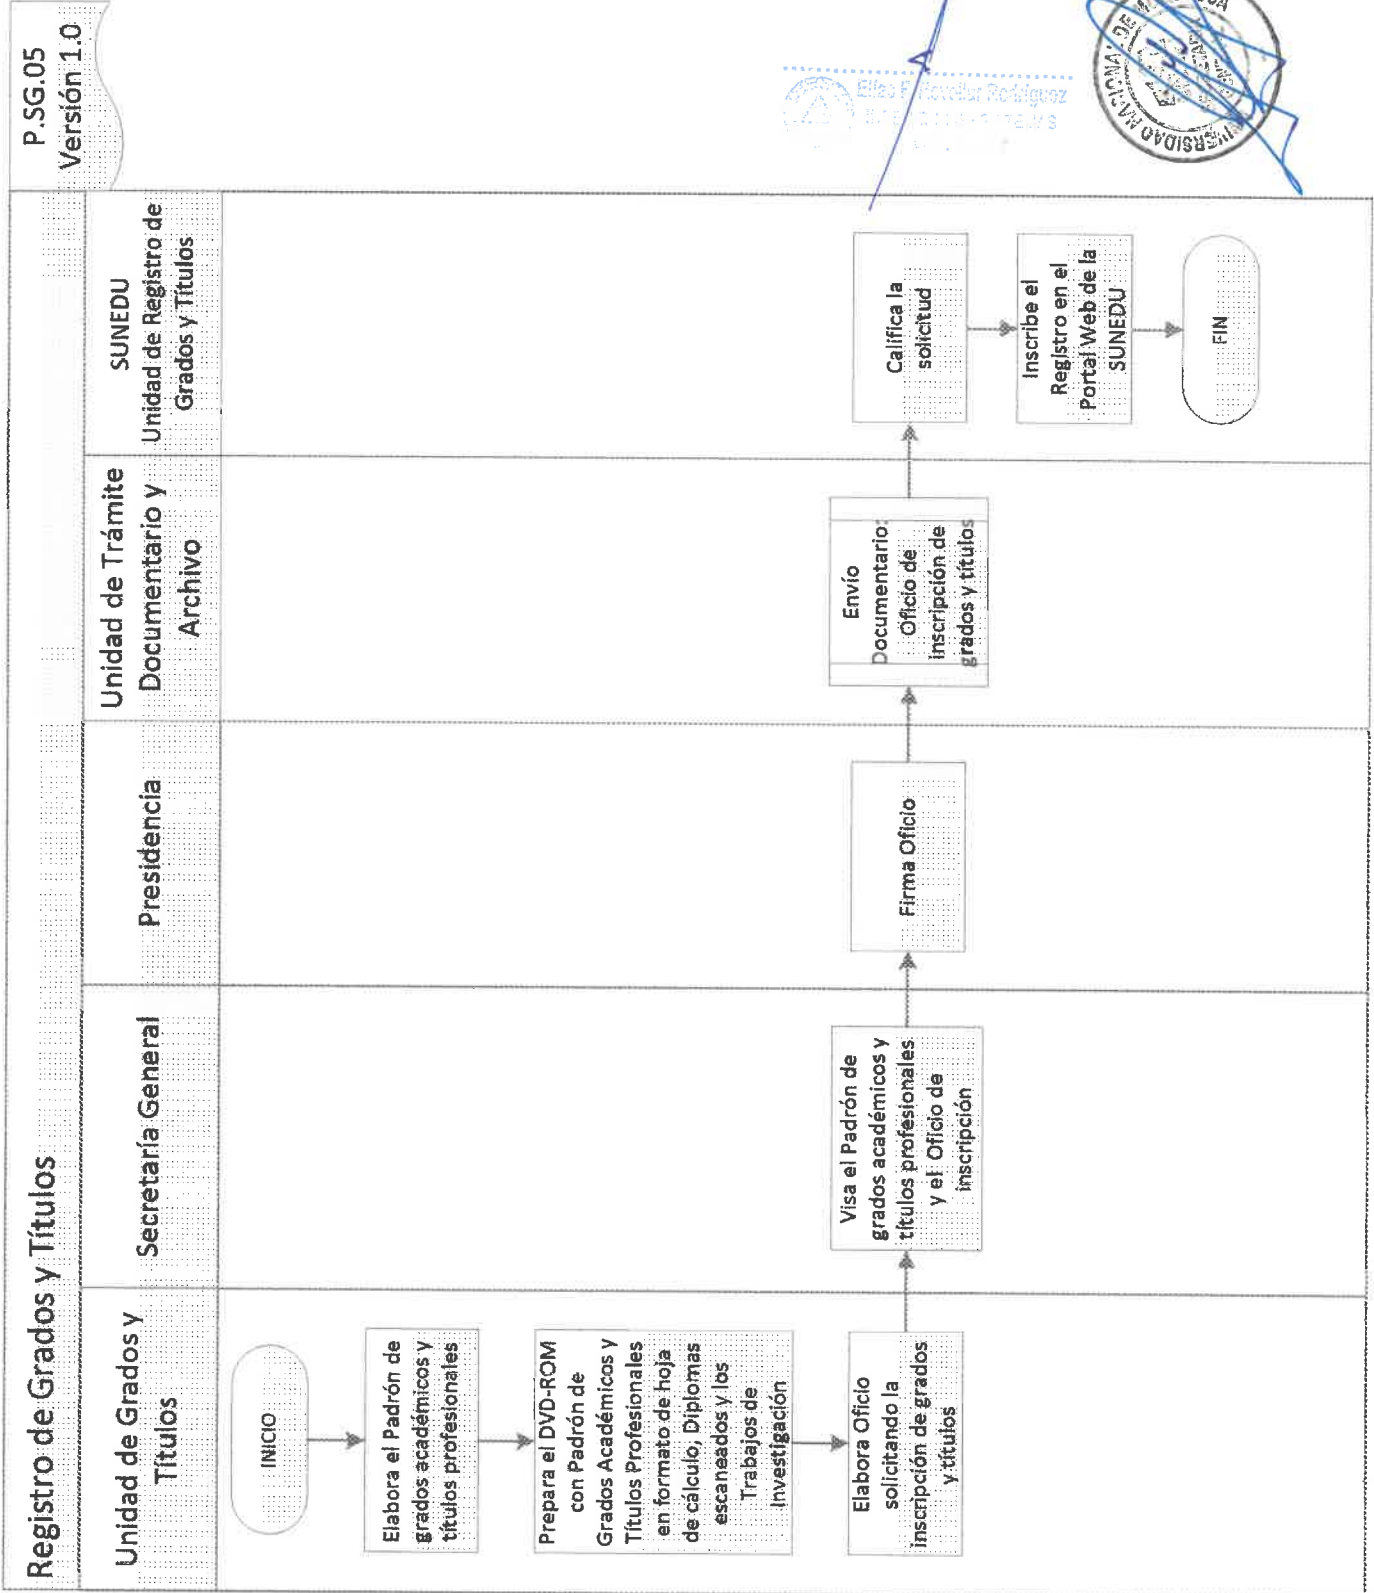 P.SG.05
Versión 1.0
Registro de Grados y Títulos
Unidad de Grados y
Títulos
Secretaría General
Presidencia
Unidad de Trámite
Documentario y
Archivo
SUNEDU
Unidad de Registro de
Grados y Títulos
INICIO
Elabora el Padrón de
grados académicos y
títulos profesionales
Prepara el DVD-ROM
con Padrón de
Grados Académicos y
Títulos Profesionales
en formato de hoja
de cálculo, Diplomas
escaneados y los
Trabajos de
Investigación
Elabora Oficio
solicitando la
inscripción de grados
y títulos
Visa el Padrón de
grados académicos y
títulos profesionales
y el Oficio de
inscripción
Firma Oficio
Envío
Documentario:
Oficio de
inscripción de
grados y títulos
Califica la
solicitud
Inscribe el
Registro en el
Portal Web de la
SUNEDU
FIN
Rodríguez
UNIVERSIDAD NACIONAL DE